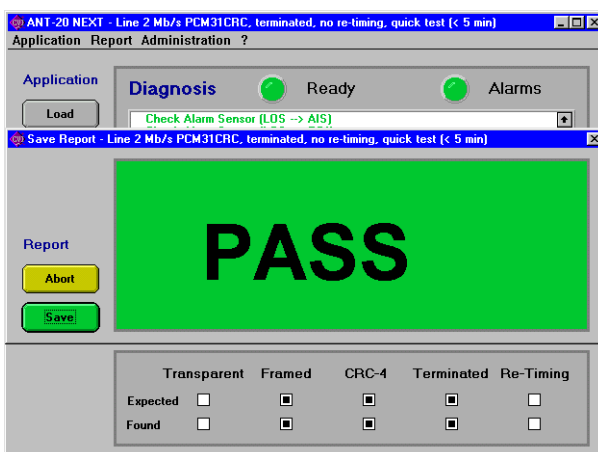 ANT-20 NEXT - Line 2 Mb/s PCM31CRC, terminated, no re-timing, quick test (< 5 min)
Application Report Administration ?
Application
Diagnosis Ready Alarms
Load
Check Alarm Sensor (LOS --> AIS)
Save Report - Line 2 Mb/s PCM31CRC, terminated, no re-timing, quick test (< 5 min)
PASS
Report
Abort
Save
Transparent Framed CRC-4 Terminated Re-Timing
Expected
Found